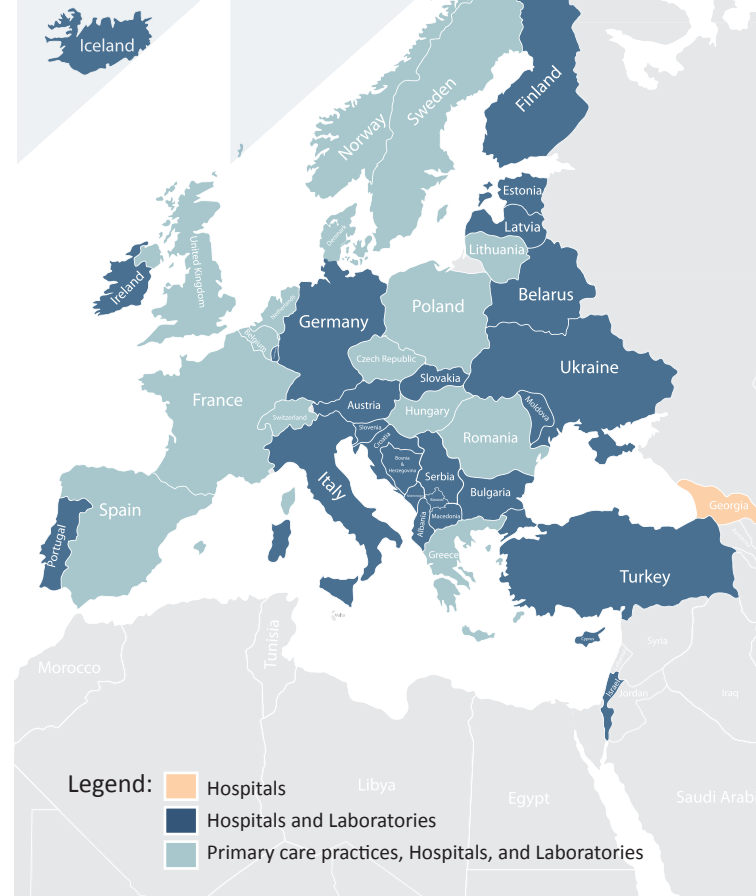 Iceland
Finland
Sweden
Norway
Estonia
Latvia
Denmark
Lithuania
United Kingdom
Ireland
Belarus
Netherlands
Poland
Germany
Belgium
Czech Republic
Ukraine
Slovakia
France
Austria
Moldova
Hungary
Switzerland
Slovenia
Romania
Croatia
Bosna
&
Herzegovina
Serbia
Italy
Bulgaria
Georgia
Spain
Macedonia
Portugal
Albania
Greece
Turkey
Malta
Cyprus
Syria
Tunisia
Morocco
Israel
Jordan
Iraq
Libya
Egypt
Saudi Arab
Legend:
Hospitals
Hospitals and Laboratories
Primary care practices, Hospitals, and Laboratories